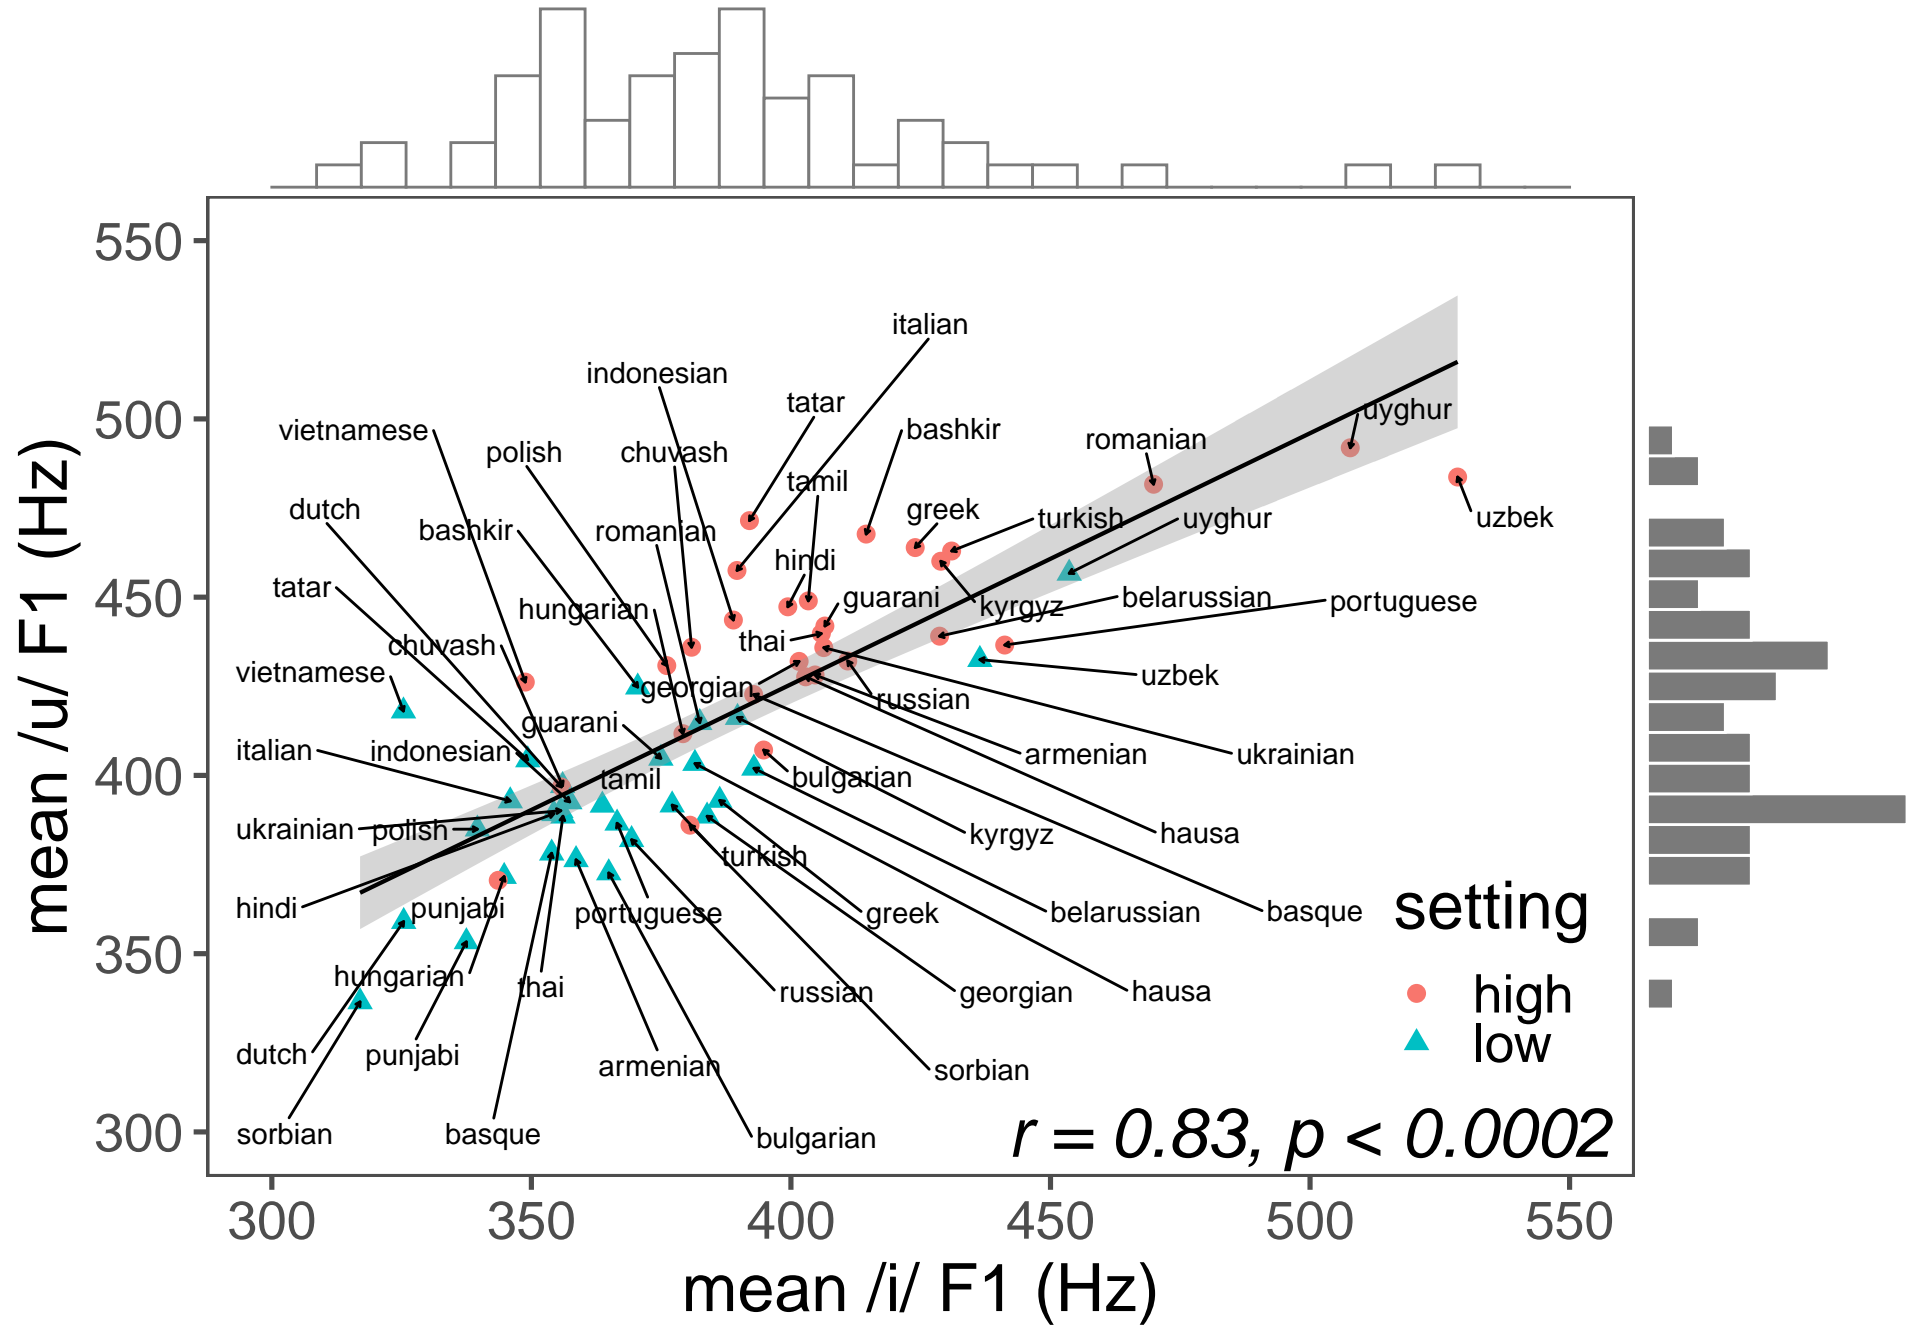 italian
indonesian
tatar
uyghur
vietnamese
bashkir
romanian
polish
chuvash
tamil
dutch
greek
turkish
uyghur
uzbek
bashkir
romanian
hindi
tatar
hungarian
guarani
kyrgyz
belarussian
portuguese
thai
chuvash
vietnamese
georgian
russian
uzbek
guarani
italian
indonesian
armenian
ukrainian
tamil
bulgarian
ukrainian
polish
kyrgyz
hausa
turkish
hindi
punjabi
portuguese
greek
belarussian
basque
hungarian
thai
russian
georgian
hausa
dutch
punjabi
armenian
sorbian
sorbian
basque
bulgarian
setting
high
low
r = 0.83, p < 0.0002
550
500
450
400
350
300
mean /u/ F1 (Hz)
300
350
400
450
500
550
mean /i/ F1 (Hz)